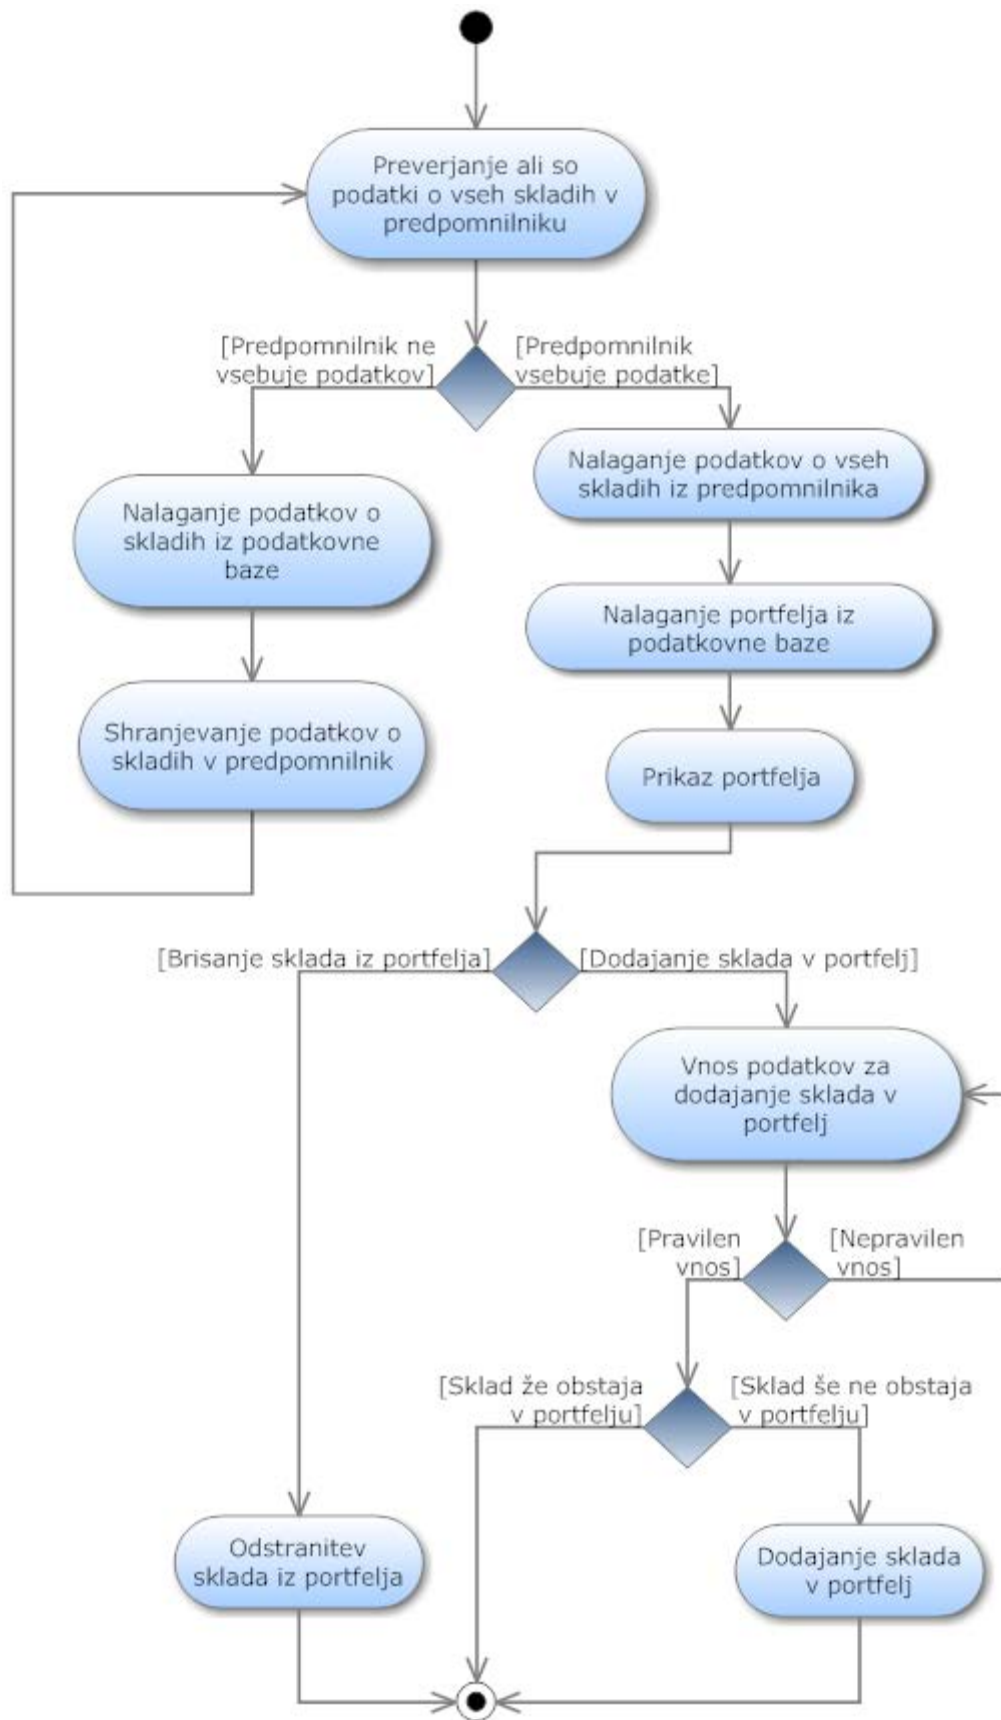 Preverjanje ali so
podatki o vseh skladih v
predpomnilniku
[Predpomnilnik ne
vsebuje podatkov]
[Predpomnilnik
vsebuje podatke]
Nalaganje podatkov o
skladih iz podatkovne
baze
Nalaganje podatkov o vseh
skladih iz predpomnilnika
Shranjevanje podatkov o
skladih v predpomnilnik
Nalaganje portfelja iz
podatkovne baze
Prikaz portfelja
[Brisanje sklada iz portfelja]
[Dodajanje sklada v portfelj]
Vnos podatkov za
dodajanje sklada v
portfelj
[Pravilen
vnos]
[Nepravilen
vnos]
[Sklad že obstaja
v portfelju]
[Sklad še ne obstaja
v portfelju]
Odstranitev
sklada iz portfelja
Dodajanje sklada
v portfelj